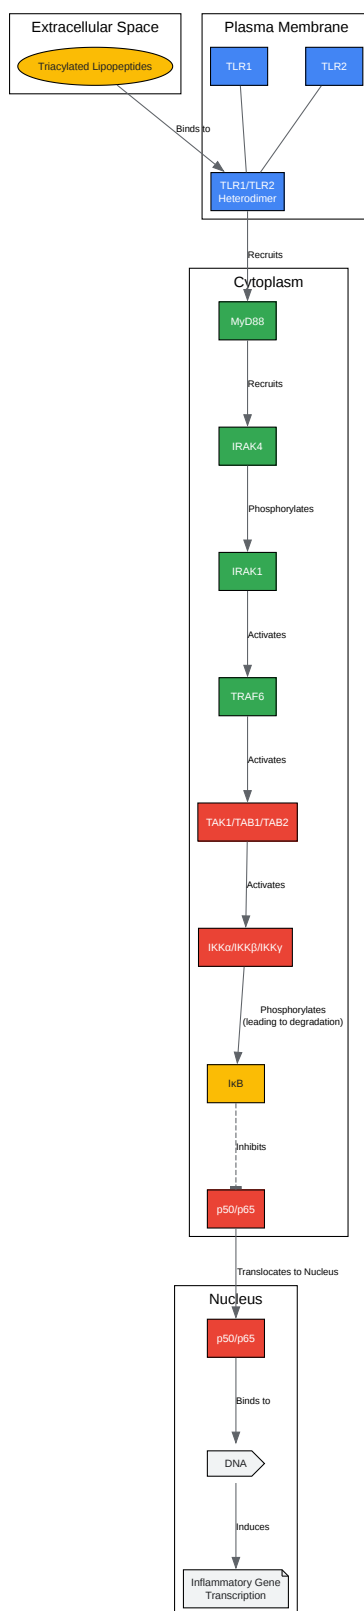 Extracellular Space
Plasma Membrane
Triacylated Lipopeptides
TLR1
TLR2
Binds to
TLR1/TLR2
Heterodimer
Recruits
Cytoplasm
MyD88
Recruits
IRAK4
Phosphorylates
IRAK1
Activates
TRAF6
Activates
TAK1/TAB1/TAB2
Activates
IKKα/IKKβ/IKKγ
Phosphorylates
(leading to degradation)
IκB
Inhibits
p50/p65
Translocates to Nucleus
Nucleus
p50/p65
Binds to
DNA
Induces
Inflammatory Gene
Transcription